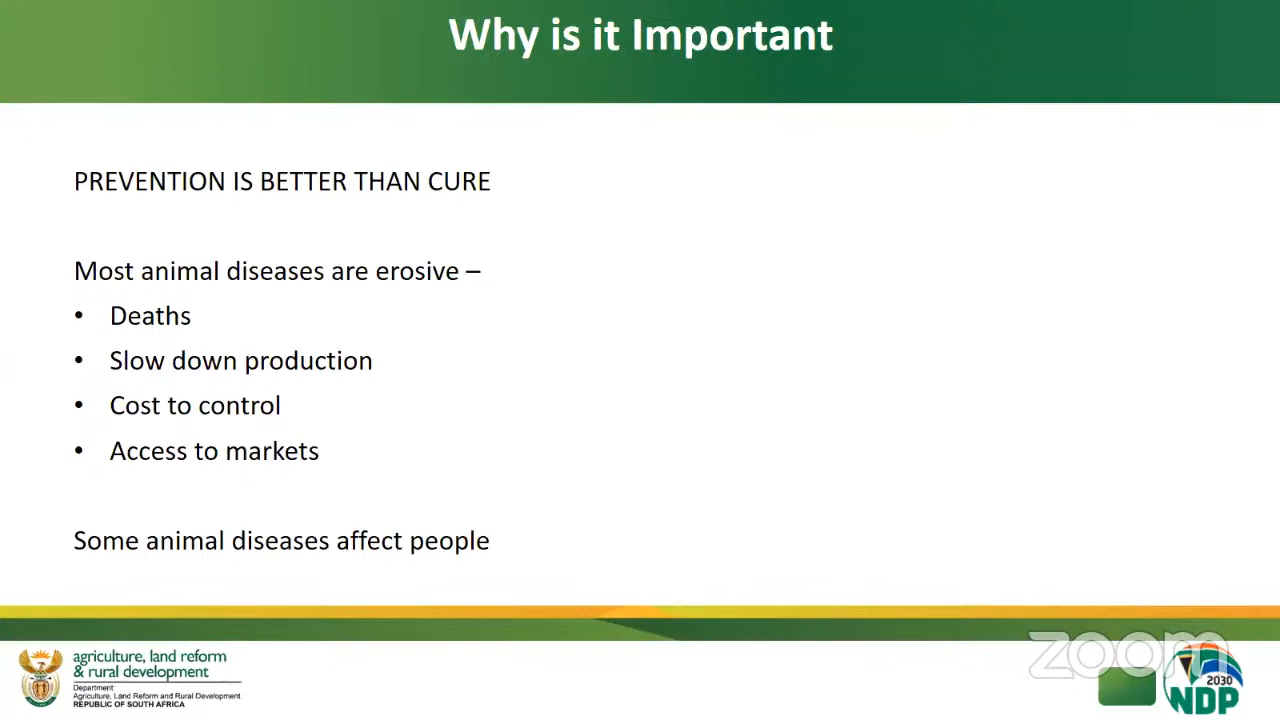 Why is it Important
PREVENTION IS BETTER THAN CURE
Most animal diseases are erosive –
• Deaths
• Slow down production
• Cost to control
• Access to markets
Some animal diseases affect people
agriculture, land reform
& rural development
Department:
Agriculture, Land Reform and Rural Development
REPUBLIC OF SOUTH AFRICA
zoom
2030
NDP